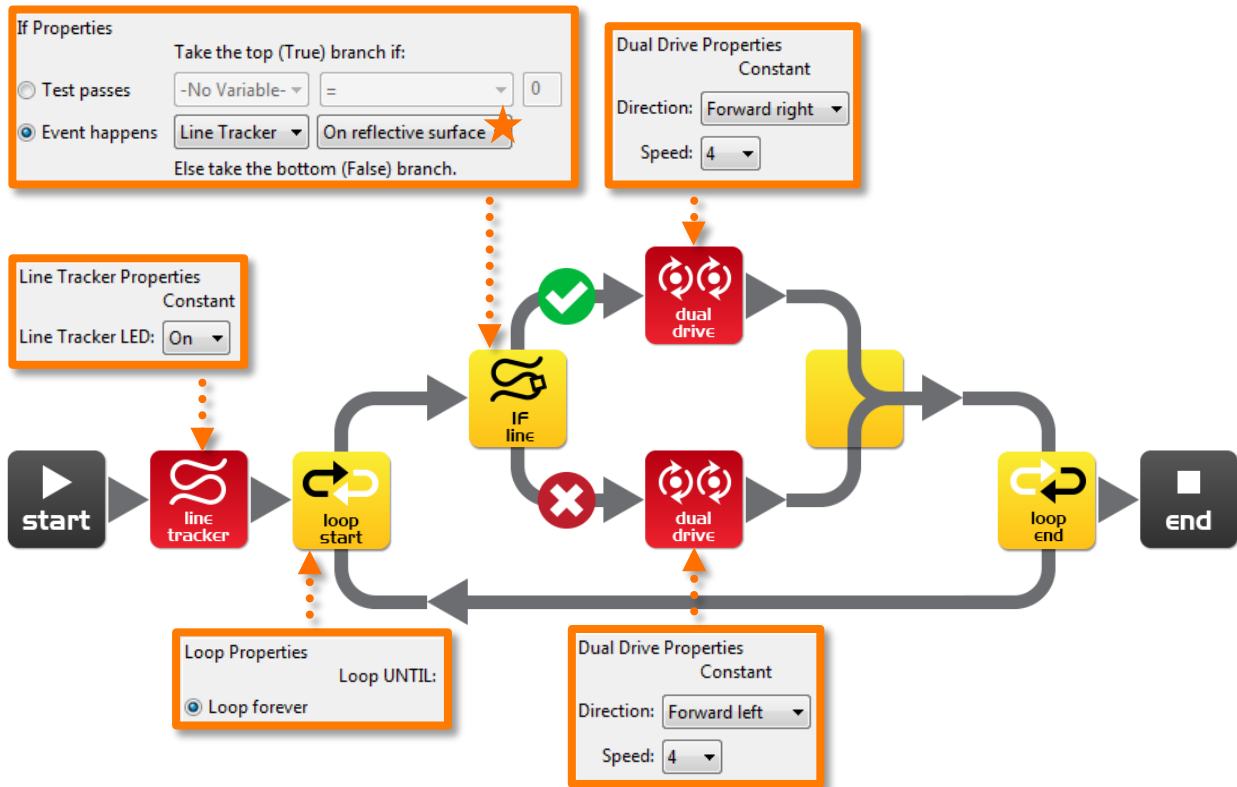 If Properties
Take the top (True) branch if:
Test passes -No Variable- = 0
Event happens Line Tracker On reflective surface
Else take the bottom (False) branch.
Dual Drive Properties
Constant
Direction: Forward right
Speed: 4
Line Tracker Properties
Constant
Line Tracker LED: On
start
line
tracker
loop
start
IF
line
dual
drive
dual
drive
loop
end
end
Loop Properties
Loop UNTIL:
Loop forever
Dual Drive Properties
Constant
Direction: Forward left
Speed: 4